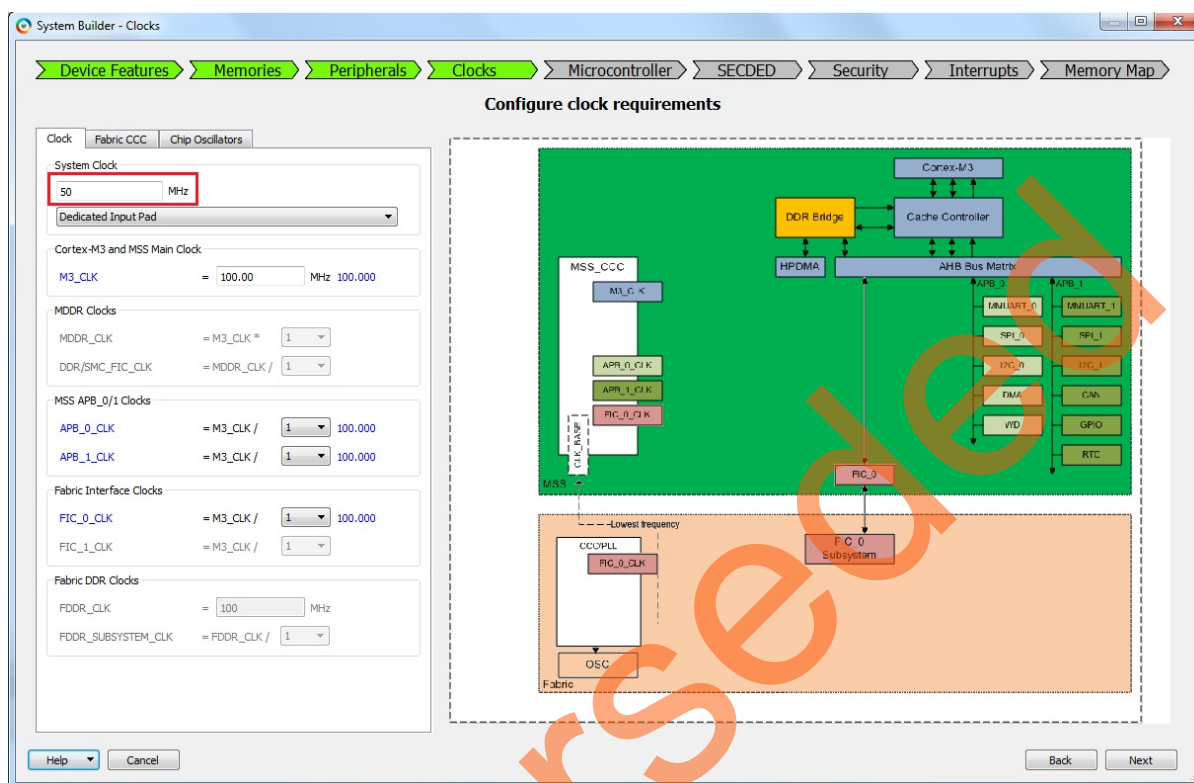 System Builder - Clocks
Device Features Memories Peripherals Clocks Microcontroller SECDED Security Interrupts Memory Map
Configure clock requirements
Clock Fabric CCC Chip Oscillators
System Clock
50 MHz
Dedicated Input Pad
Cortex-M3 and MSS Main Clock
M3_CLK = 100.00 MHz 100.000
MDDR Clocks
MDDR_CLK = M3_CLK * 1
DDR/SMC_FIC_CLK = MDDR_CLK / 1
MSS APB_0/1 Clocks
APB_0_CLK = M3_CLK / 1 100.000
APB_1_CLK = M3_CLK / 1 100.000
Fabric Interface Clocks
FIC_0_CLK = M3_CLK / 1 100.000
FIC_1_CLK = M3_CLK / 1
Fabric DDR Clocks
FDDR_CLK = 100 MHz
FDDR_SUBSYSTEM_CLK = FDDR_CLK / 1
Cortex-M3
DDR Bridge
Cache Controller
MSS_CCC
HPDMA
AHB Bus Matrix
M3_CLK
APB_0
APB_1
MMUART_0
MMUART_1
SPI_0
SPI_1
APB_0_CLK
I2C_0
I2C_1
APB_1_CLK
DMA
CAN
FIC_0_CLK
WD
GPIO
CLK_BASE
RTC
FIC_0
MSS
Lowest frequency
CCC/PLL
FIC_0_CLK
FIC_0
Subsystem
OSC
Fabric
rseded
Help Cancel Back Next